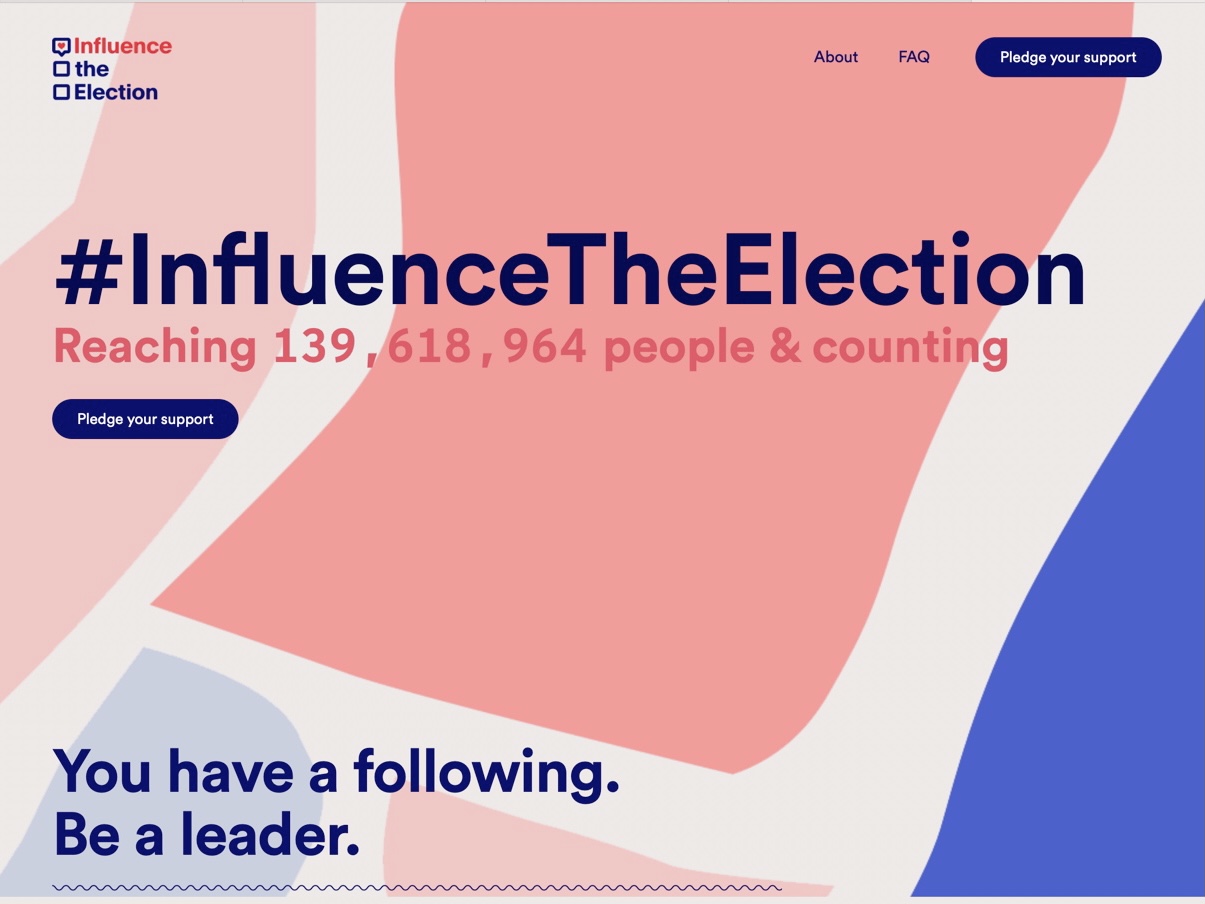 Influence
the
Election
About
FAQ
Pledge your support
#InfluenceTheElection
Reaching 139,618,964 people & counting
Pledge your support
You have a following.
Be a leader.